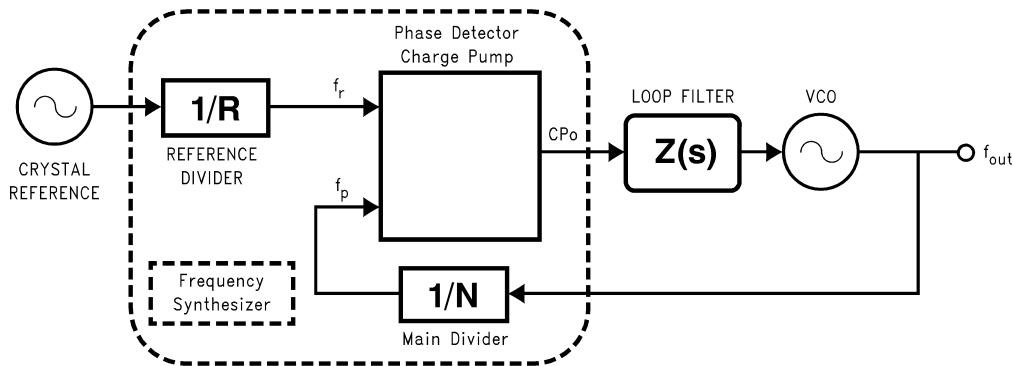 Phase Detector
Charge Pump
1/R
f_r
REFERENCE
DIVIDER
CRYSTAL
REFERENCE
CPo
LOOP FILTER
Z(s)
VCO
f_out
f_p
Frequency
Synthesizer
1/N
Main Divider